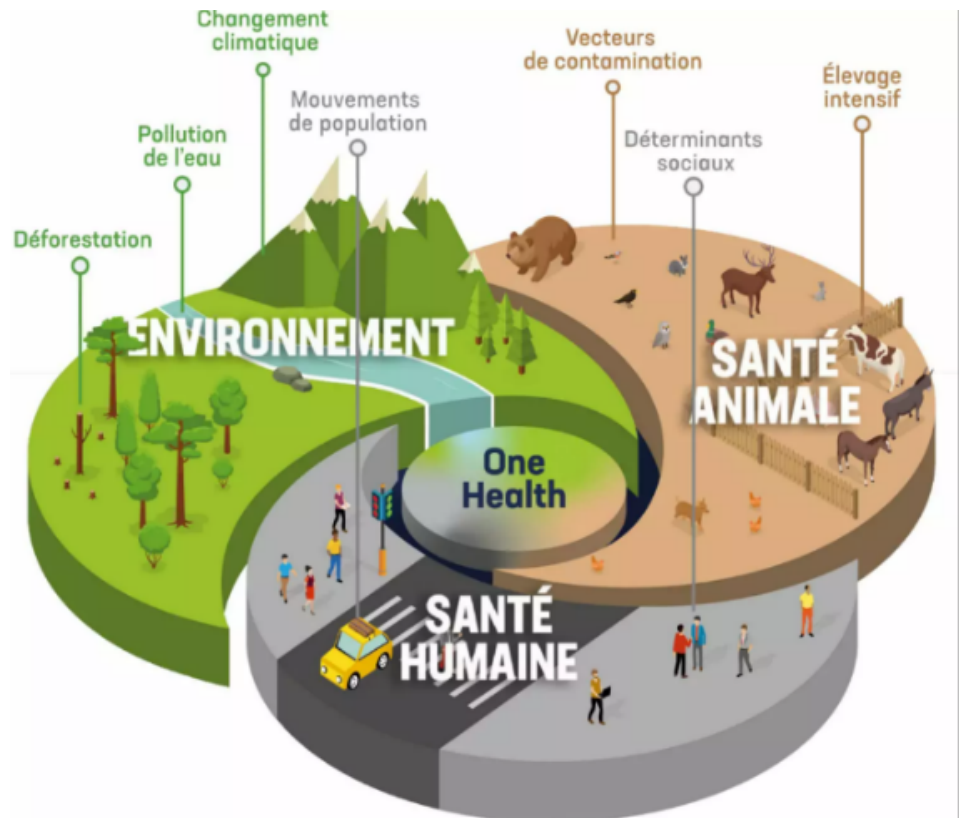 Changement
climatique
Vecteurs
de contamination
Élevage
intensif
Mouvements
de population
Pollution
de l'eau
Déterminants
sociaux
Déforestation
ENVIRONNEMENT
SANTÉ
ANIMALE
One
Health
SANTÉ
HUMAINE